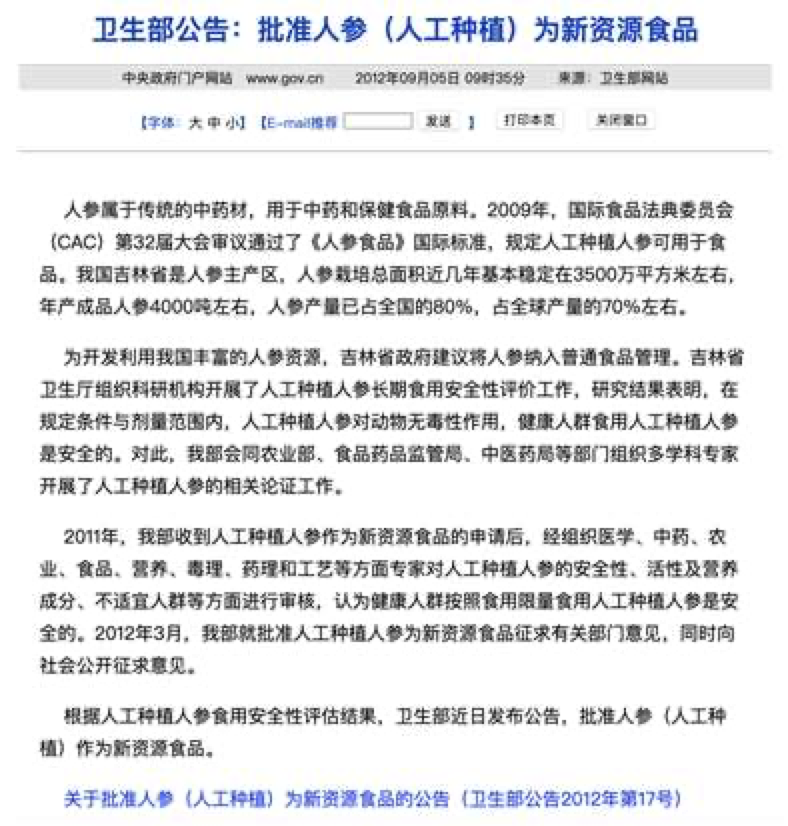 卫生部公告：批准人参（人工种植）为新资源食品
中央政府门户网站 www.gov.cn 2012年09月05日 09时35分 来源：卫生部网站
【字体：大 中 小】【E-mail推荐 发送 】 打印本页 关闭窗口
人参属于传统的中药材，用于中药和保健食品原料。2009年，国际食品法典委员会
（CAC）第32届大会审议通过了《人参食品》国际标准，规定人工种植人参可用于食
品。我国吉林省是人参主产区，人参栽培总面积近几年基本稳定在3500万平方米左右，
年产成品人参4000吨左右，人参产量已占全国的80%，占全球产量的70%左右。
为开发利用我国丰富的人参资源，吉林省政府建议将人参纳入普通食品管理。吉林省
卫生厅组织科研机构开展了人工种植人参长期食用安全性评价工作，研究结果表明，在
规定条件与剂量范围内，人工种植人参对动物无毒性作用，健康人群食用人工种植人参
是安全的。对此，我部会同农业部、食品药品监管局、中医药局等部门组织多学科专家
开展了人工种植人参的相关论证工作。
2011年，我部收到人工种植人参作为新资源食品的申请后，经组织医学、中药、农
业、食品、营养、毒理、药理和工艺等方面专家对人工种植人参的安全性、活性及营养
成分、不适宜人群等方面进行审核，认为健康人群按照食用限量食用人工种植人参是安
全的。2012年3月，我部就批准人工种植人参为新资源食品征求有关部门意见，同时向
社会公开征求意见。
根据人工种植人参食用安全性评估结果，卫生部近日发布公告，批准人参（人工种
植）作为新资源食品。
关于批准人参（人工种植）为新资源食品的公告（卫生部公告2012年第17号）